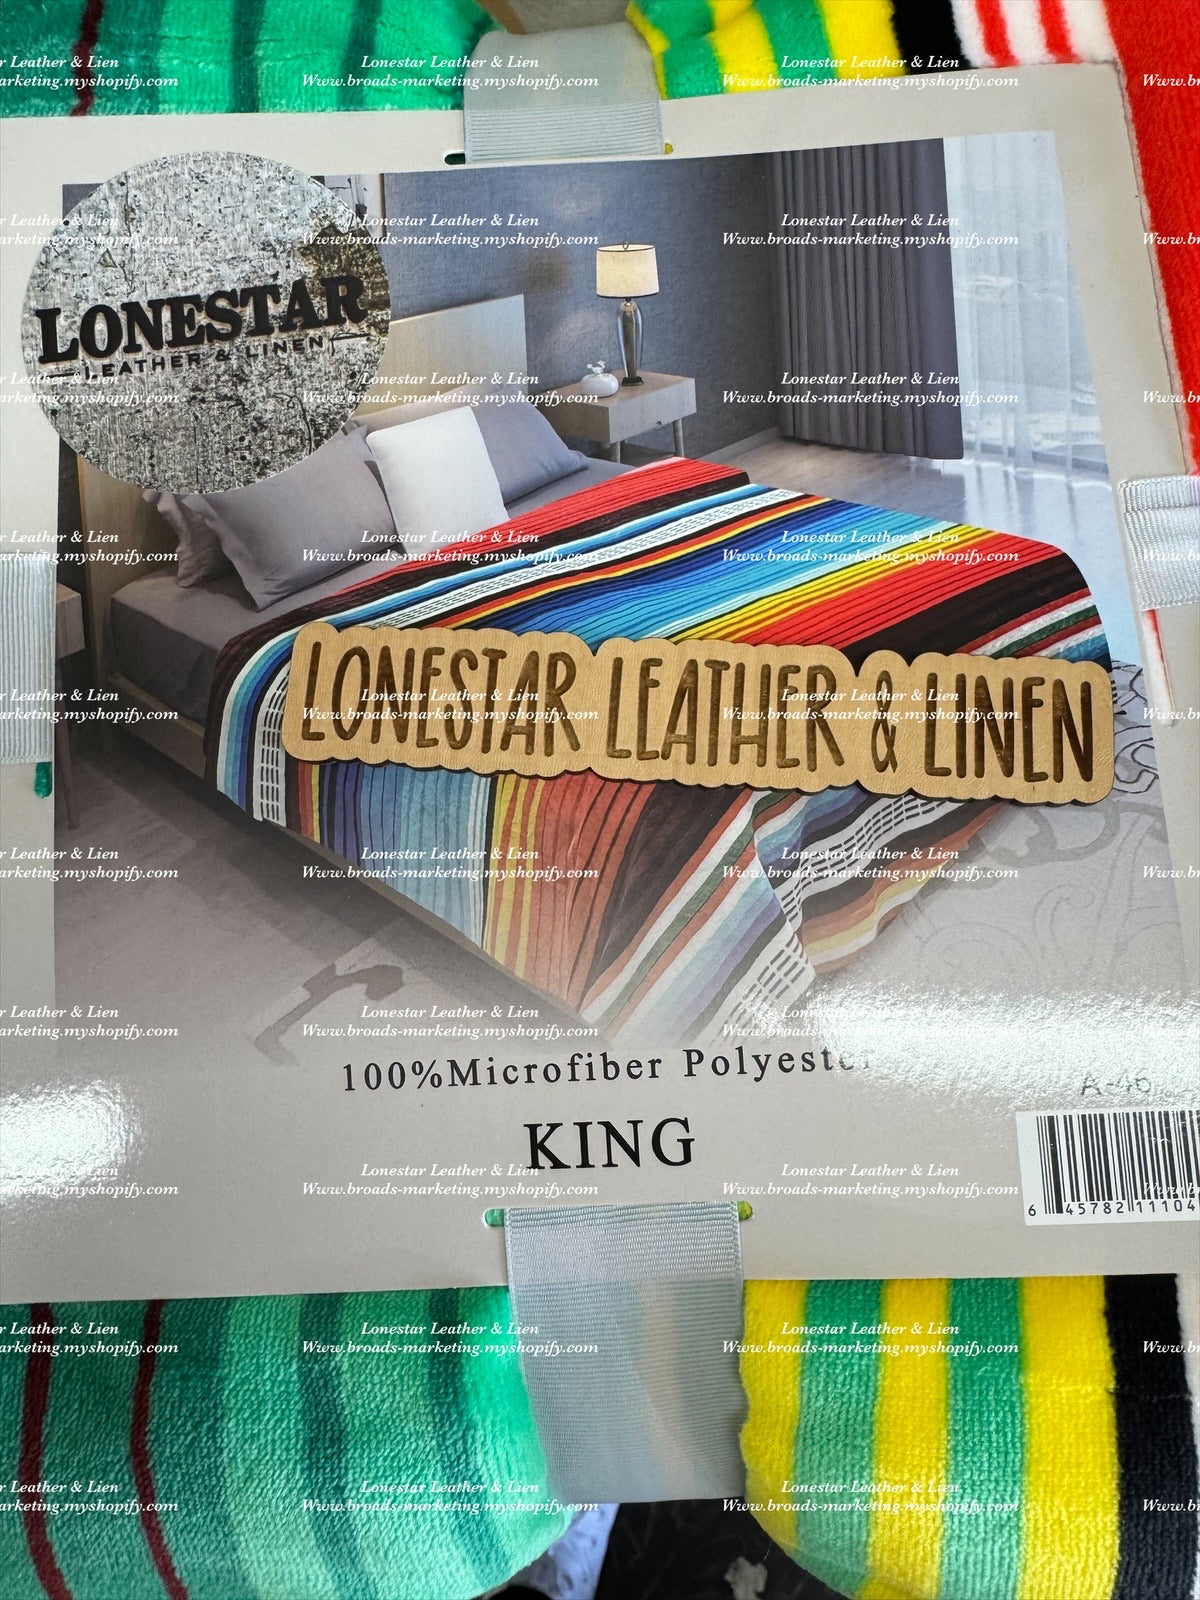 Lonestar Leather & Lien
Www.broads-marketing.myshopify.com
LONESTAR
LEATHER & LINEN
LONESTAR LEATHER & LINEN
100%Microfiber
KING
A-46
6 45782 11104